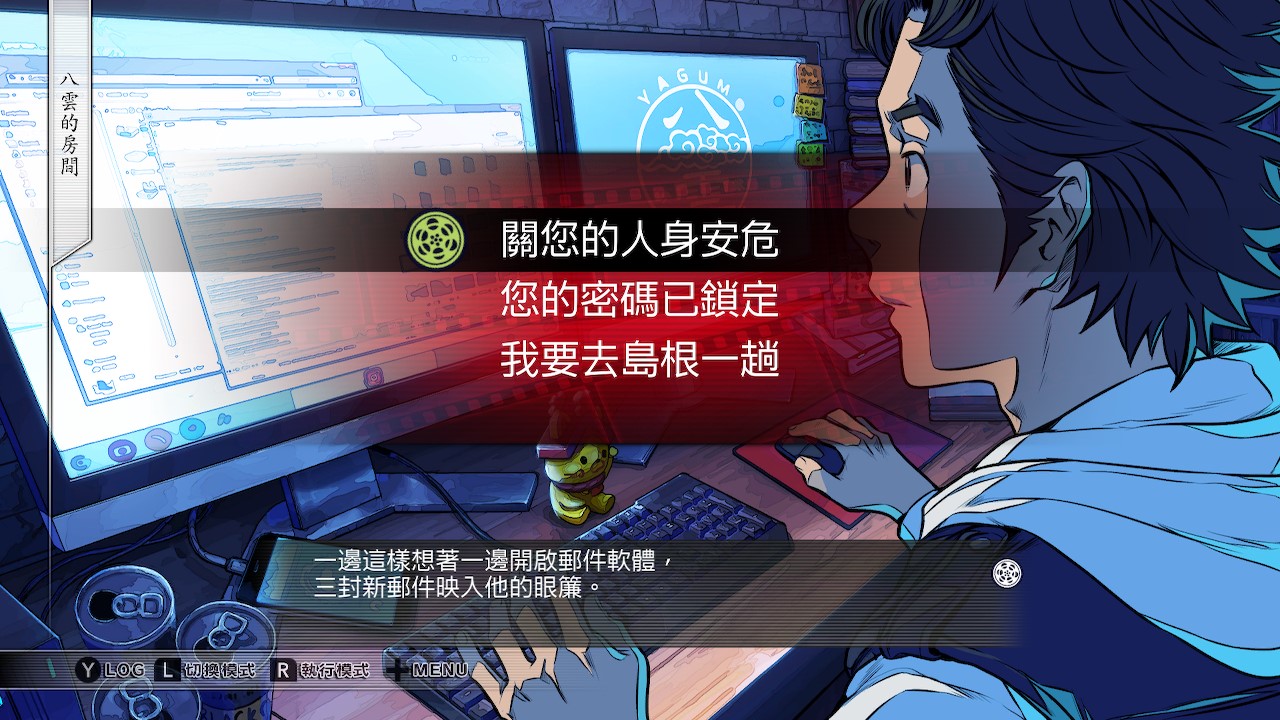 八雲的房間
YAGUMO
關您的人身安危
您的密碼已鎖定
我要去島根一趟
一邊這樣想著一邊開啟郵件軟體，
三封新郵件映入他的眼簾。
Y LOG L 切換模式 R 執行模式 + MENU